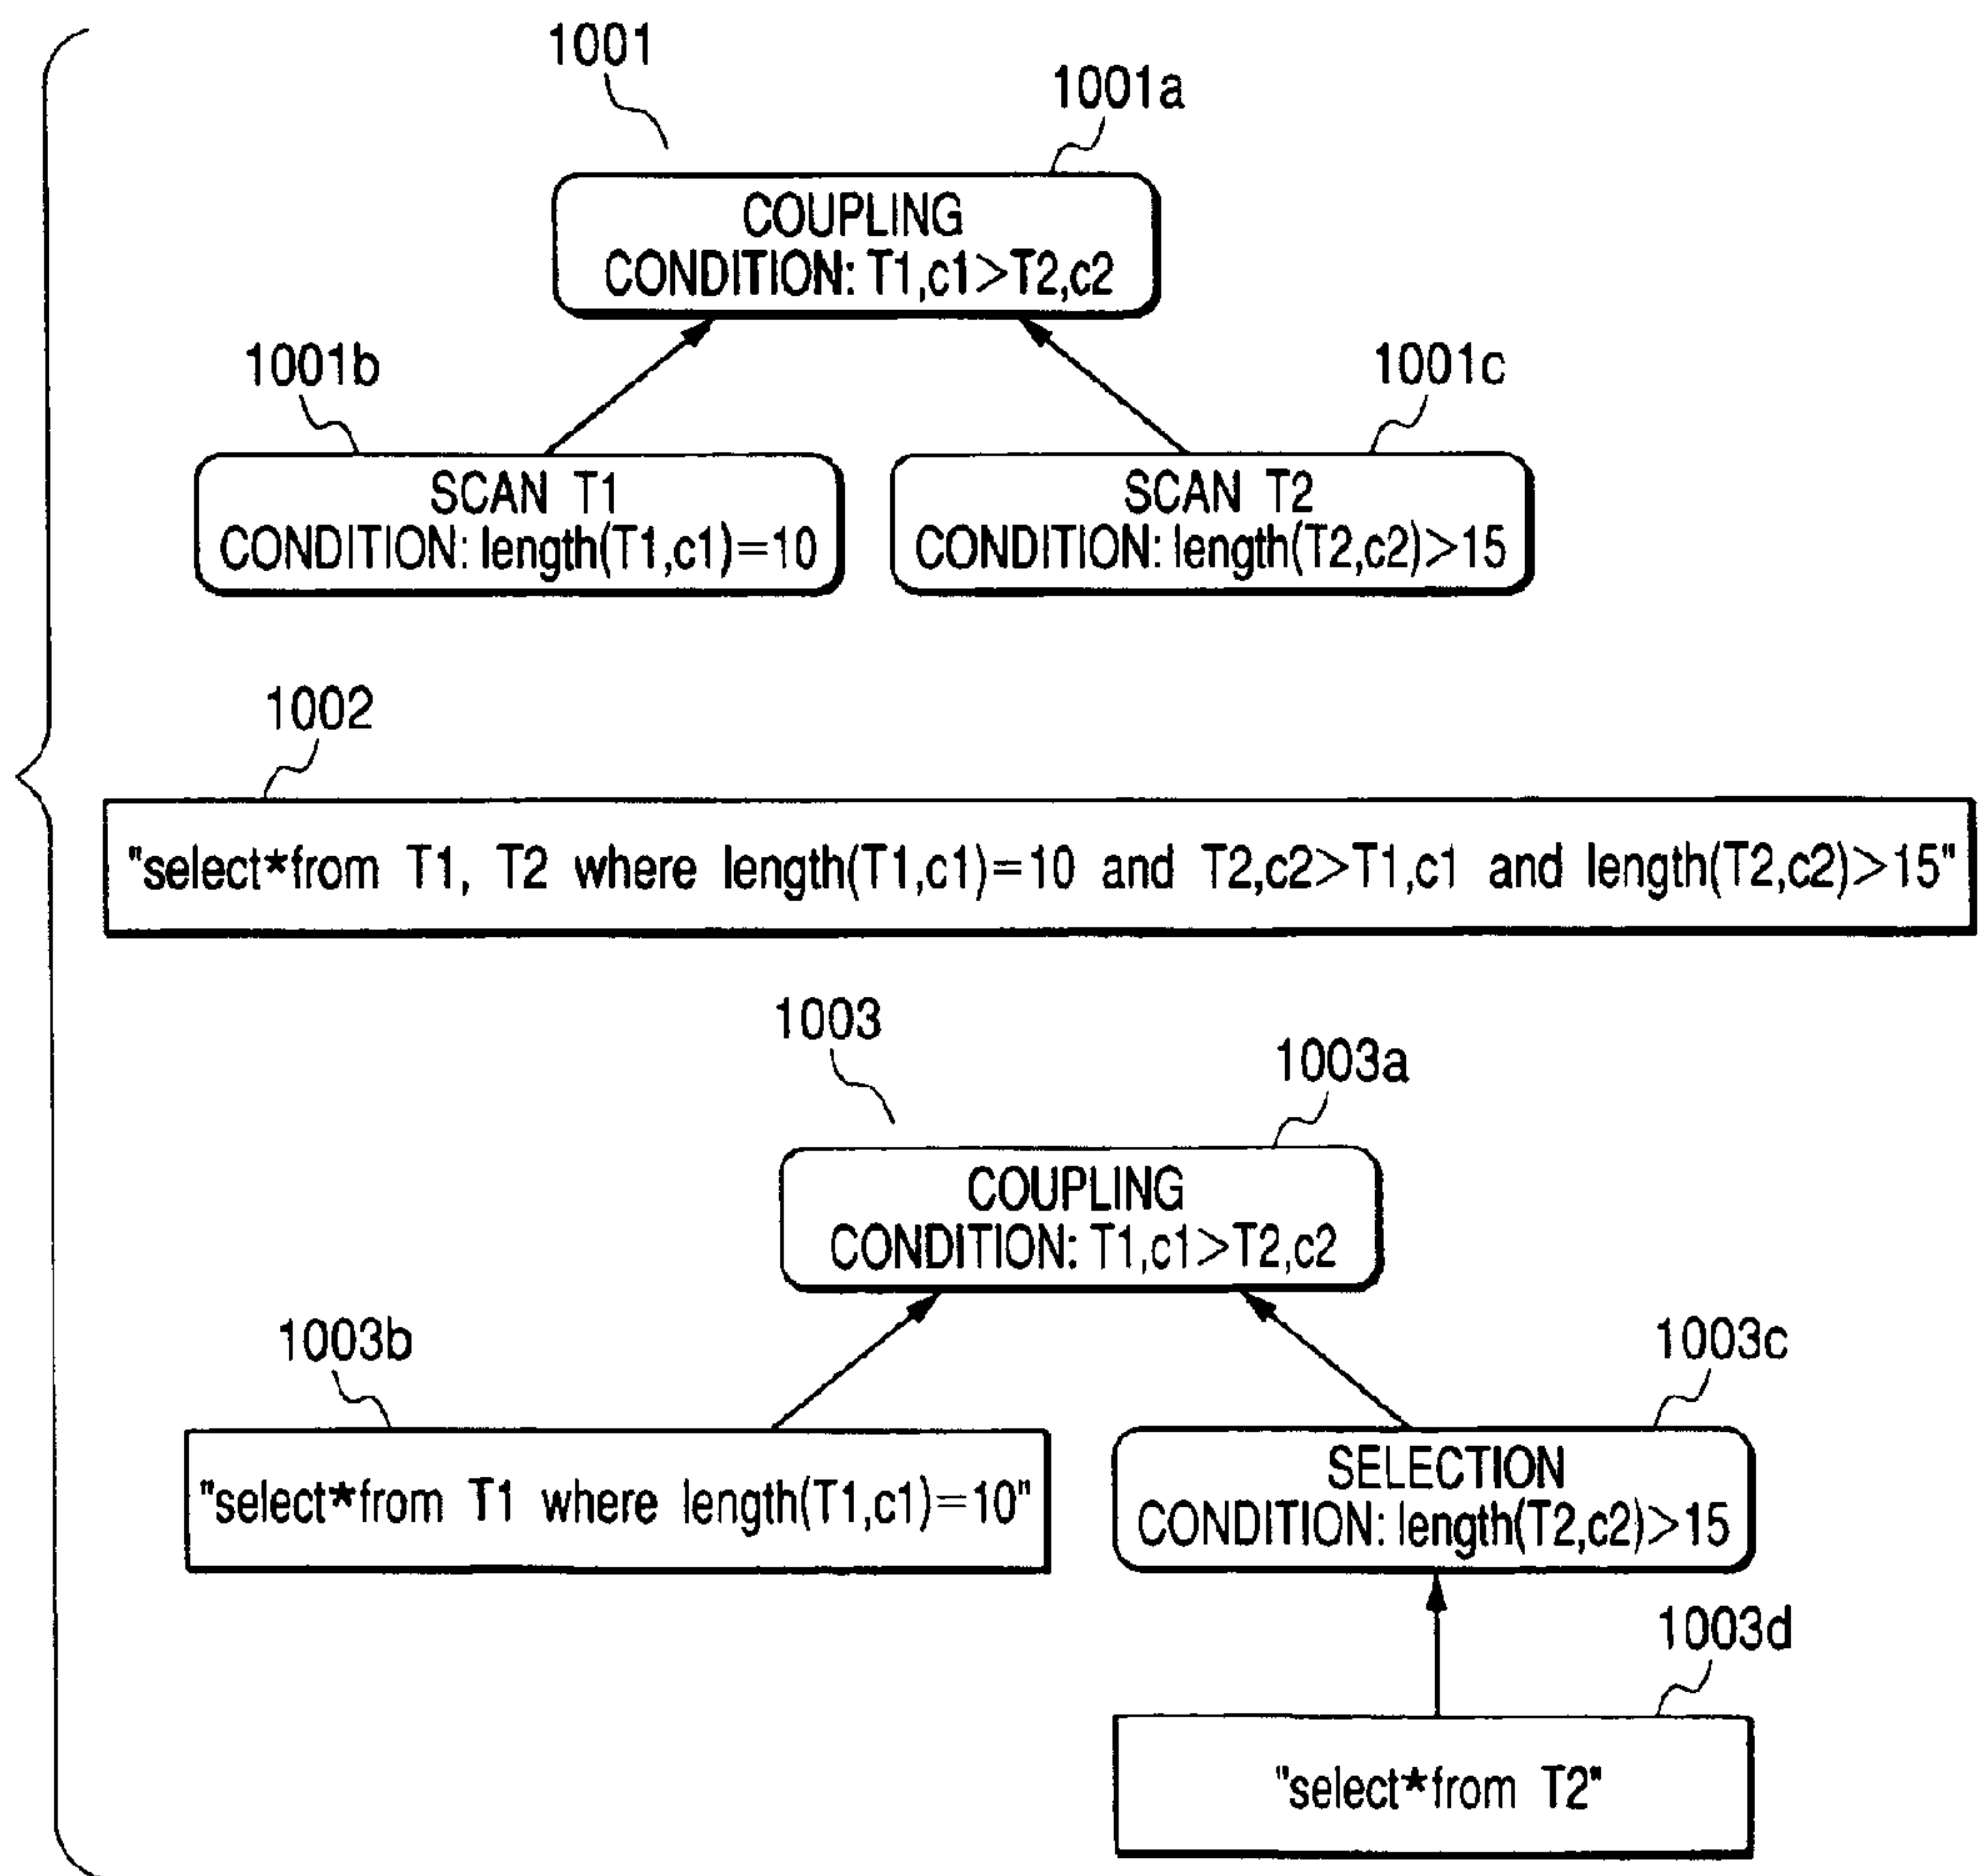 1001
1001a
COUPLING
CONDITION: T1,c1>T2,c2
1001b
1001c
SCAN T1
CONDITION: length(T1,c1)=10
SCAN T2
CONDITION: length(T2,c2)>15
1002
"select*from T1, T2 where length(T1,c1)=10 and T2,c2>T1,c1 and length(T2,c2)>15"
1003
1003a
COUPLING
CONDITION: T1,c1>T2,c2
1003b
1003c
"select*from T1 where length(T1,c1)=10"
SELECTION
CONDITION: length(T2,c2)>15
1003d
"select*from T2"